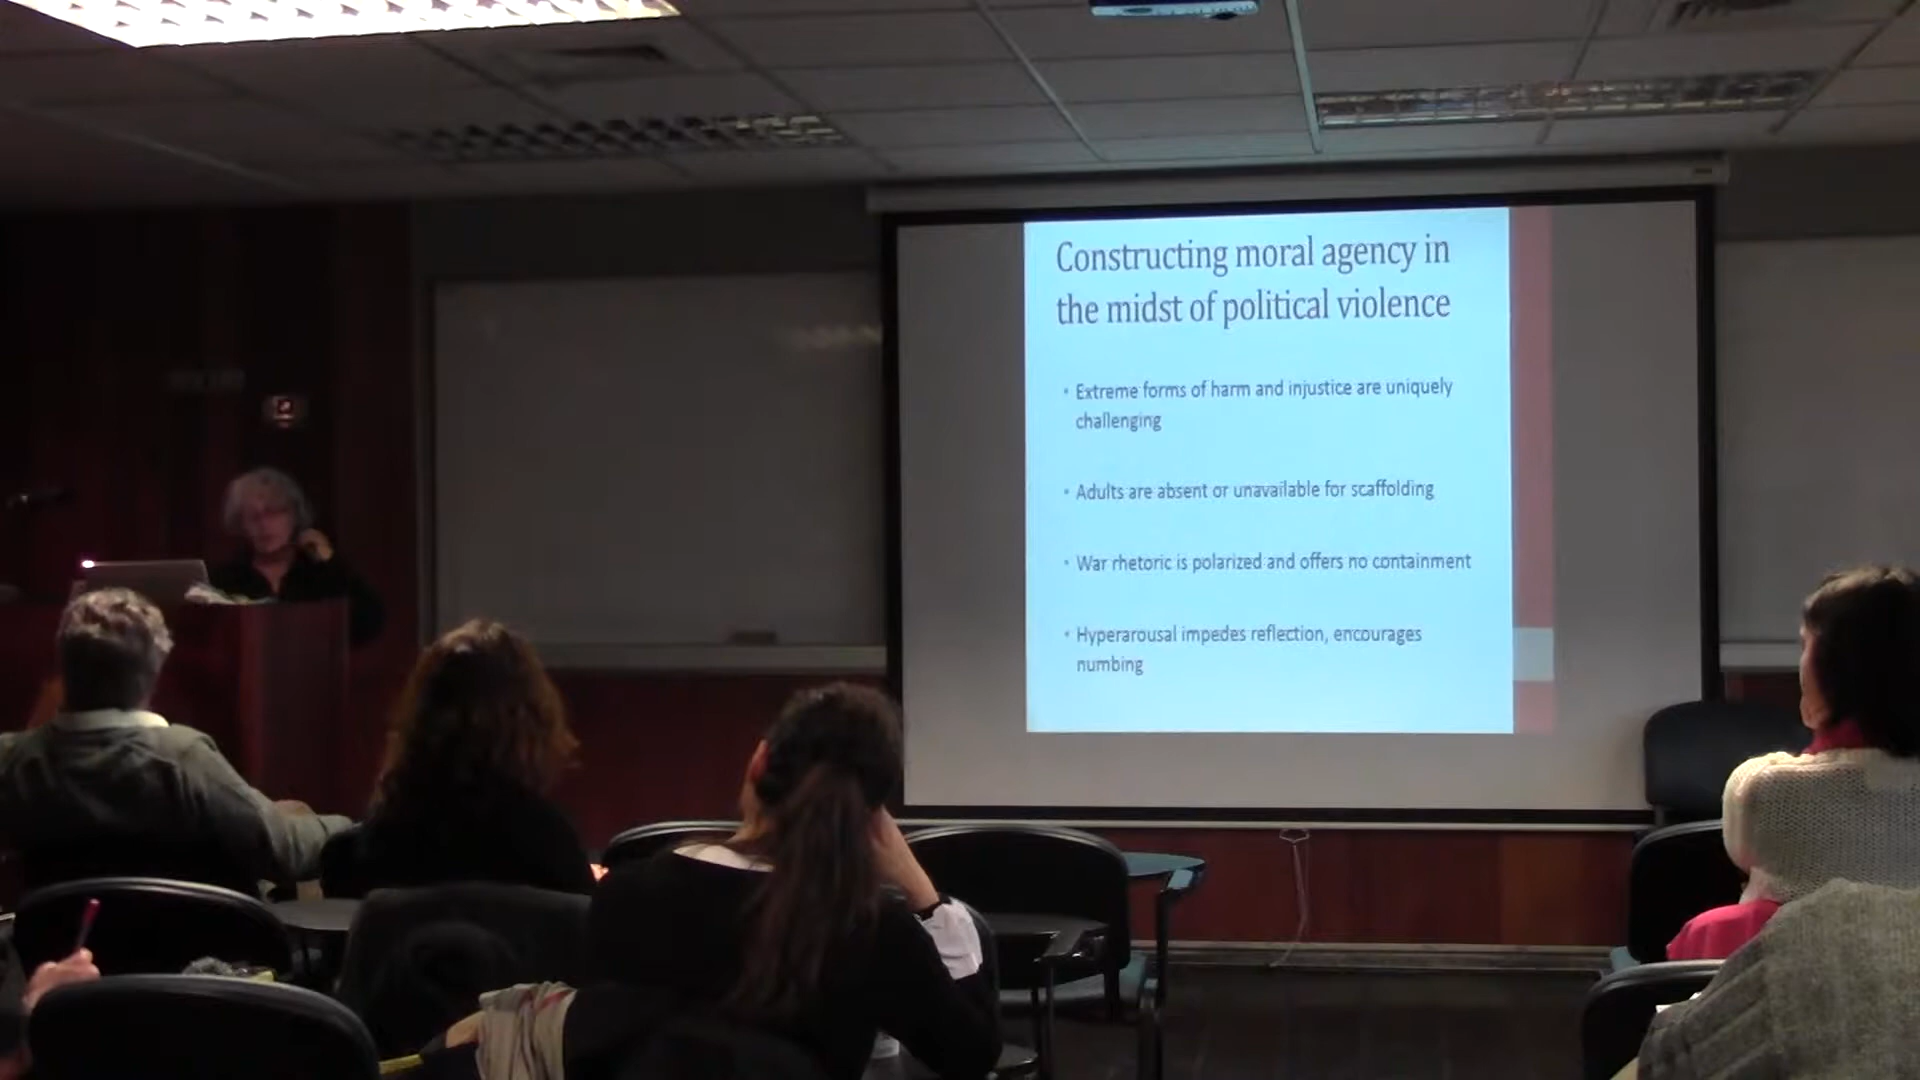 Constructing moral agency in
the midst of political violence
• Extreme forms of harm and injustice are uniquely
challenging
• Adults are absent or unavailable for scaffolding
• War rhetoric is polarized and offers no containment
• Hyperarousal impedes reflection, encourages
numbing